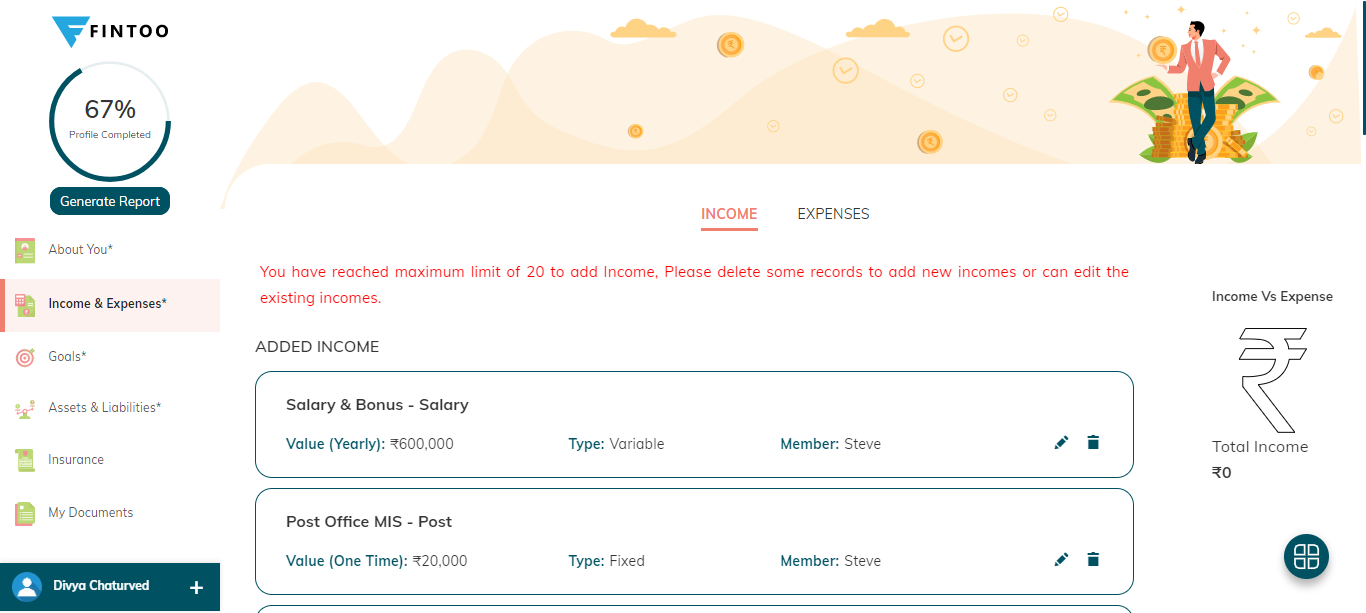 FINTOO
67%
Profile Completed
Generate Report
About You*
Income & Expenses*
Goals*
Assets & Liabilities*
Insurance
My Documents
Divya Chaturved
+
INCOME EXPENSES
You have reached maximum limit of 20 to add Income, Please delete some records to add new incomes or can edit the
existing incomes.
ADDED INCOME
Salary & Bonus - Salary
Value (Yearly): ₹600,000 Type: Variable Member: Steve
Post Office MIS - Post
Value (One Time): ₹20,000 Type: Fixed Member: Steve
Income Vs Expense
₹
Total Income
₹0